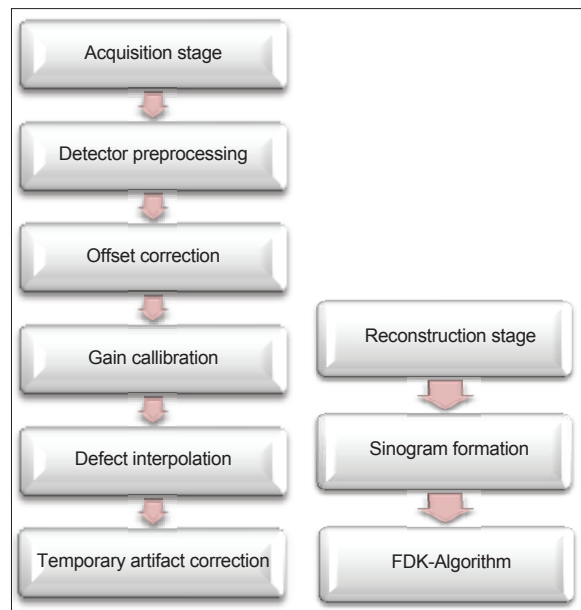 Acquisition stage
Detector preprocessing
Offset correction
Gain callibration
Defect interpolation
Temporary artifact correction
Reconstruction stage
Sinogram formation
FDK-Algorithm